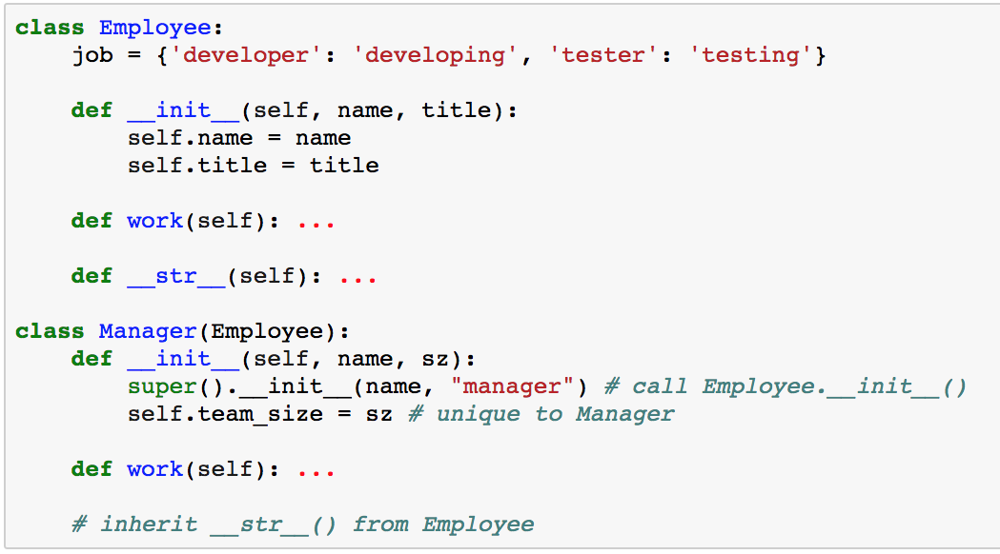 class Employee:
    job = {'developer': 'developing', 'tester': 'testing'}

    def __init__(self, name, title):
        self.name = name
        self.title = title

    def work(self): ...

    def __str__(self): ...

class Manager(Employee):
    def __init__(self, name, sz):
        super().__init__(name, "manager") # call Employee.__init__()
        self.team_size = sz # unique to Manager

    def work(self): ...

    # inherit __str__() from Employee